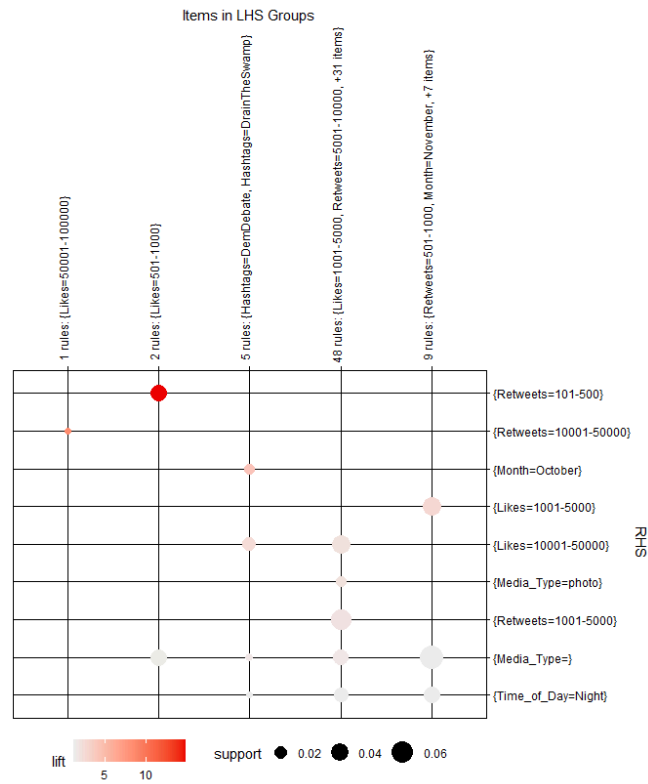 Items in LHS Groups
1 rules: {Likes=50001-100000}
2 rules: {Likes=501-1000}
5 rules: {Hashtags=DemDebate, Hashtags=DrainTheSwamp}
48 rules: {Likes=1001-5000, Retweets=5001-10000, +31 items}
9 rules: {Retweets=501-1000, Month=November, +7 items}
{Retweets=101-500}
{Retweets=10001-50000}
{Month=October}
{Likes=1001-5000}
{Likes=10001-50000}
{Media_Type=photo}
{Retweets=1001-5000}
{Media_Type=}
{Time_of_Day=Night}
RHS
lift 5 10
support 0.02 0.04 0.06